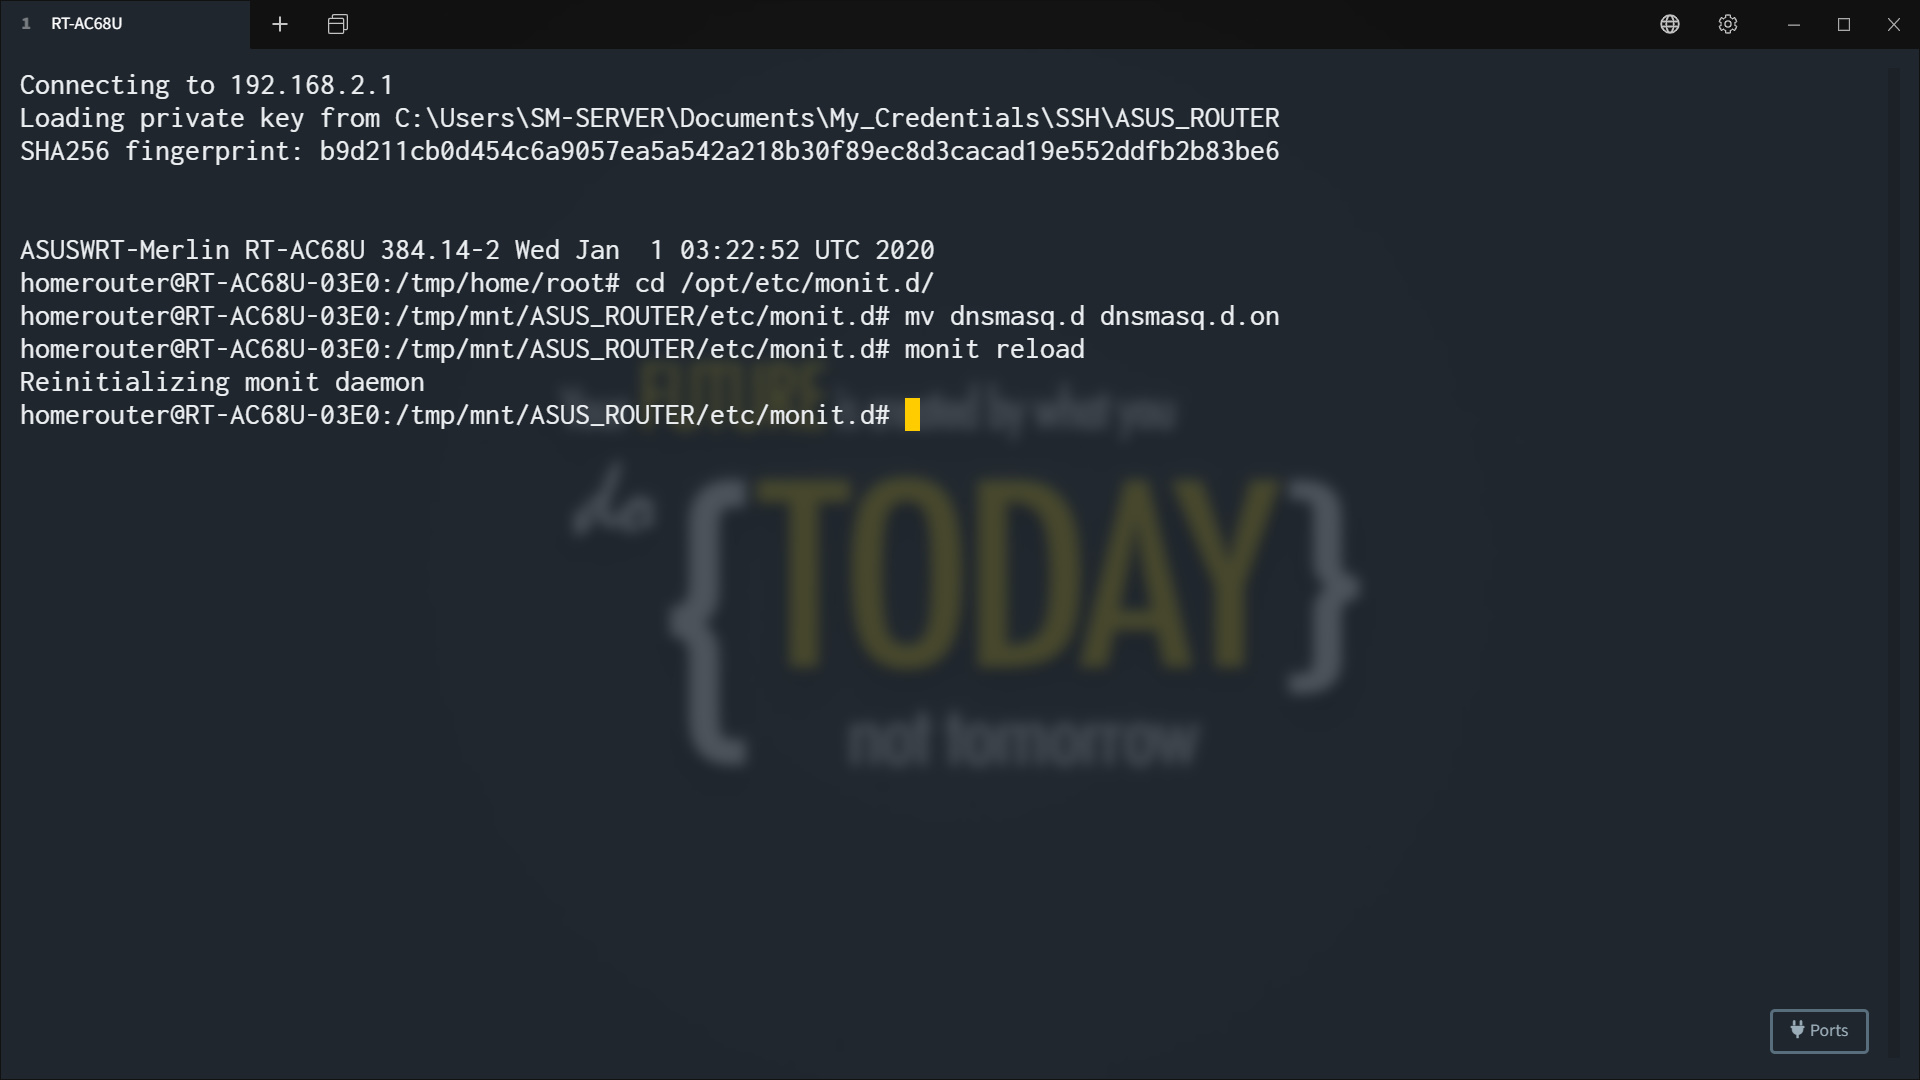 1 RT-AC68U
Connecting to 192.168.2.1
Loading private key from C:\Users\SM-SERVER\Documents\My_Credentials\SSH\ASUS_ROUTER
SHA256 fingerprint: b9d211cb0d454c6a9057ea5a542a218b30f89ec8d3cacad19e552ddfb2b83be6
ASUSWRT-Merlin RT-AC68U 384.14-2 Wed Jan  1 03:22:52 UTC 2020
homerouter@RT-AC68U-03E0:/tmp/home/root# cd /opt/etc/monit.d/
homerouter@RT-AC68U-03E0:/tmp/mnt/ASUS_ROUTER/etc/monit.d# mv dnsmasq.d dnsmasq.d.on
homerouter@RT-AC68U-03E0:/tmp/mnt/ASUS_ROUTER/etc/monit.d# monit reload
Reinitializing monit daemon
homerouter@RT-AC68U-03E0:/tmp/mnt/ASUS_ROUTER/etc/monit.d#
FUTURE by what you
do {TODAY}
not tomorrow
Ports